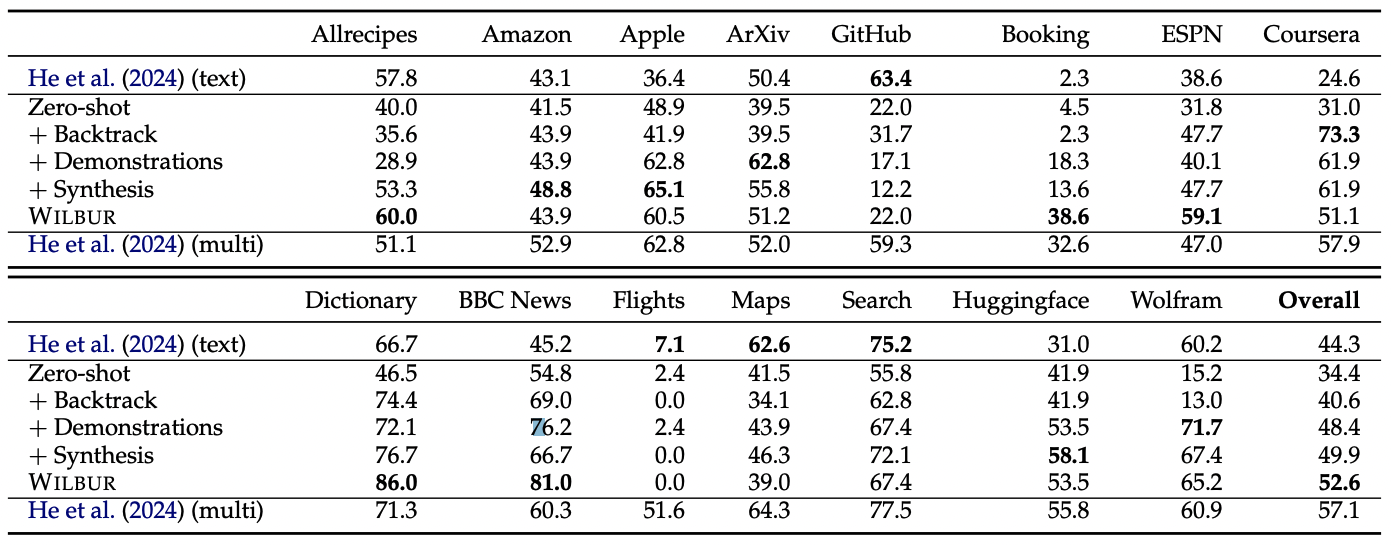 Allrecipes Amazon Apple ArXiv GitHub Booking ESPN Coursera
He et al. (2024) (text) 57.8 43.1 36.4 50.4 63.4 2.3 38.6 24.6
Zero-shot 40.0 41.5 48.9 39.5 22.0 4.5 31.8 31.0
+ Backtrack 35.6 43.9 41.9 39.5 31.7 2.3 47.7 73.3
+ Demonstrations 28.9 43.9 62.8 62.8 17.1 18.3 40.1 61.9
+ Synthesis 53.3 48.8 65.1 55.8 12.2 13.6 47.7 61.9
WILBUR 60.0 43.9 60.5 51.2 22.0 38.6 59.1 51.1
He et al. (2024) (multi) 51.1 52.9 62.8 52.0 59.3 32.6 47.0 57.9
Dictionary BBC News Flights Maps Search Huggingface Wolfram Overall
He et al. (2024) (text) 66.7 45.2 7.1 62.6 75.2 31.0 60.2 44.3
Zero-shot 46.5 54.8 2.4 41.5 55.8 41.9 15.2 34.4
+ Backtrack 74.4 69.0 0.0 34.1 62.8 41.9 13.0 40.6
+ Demonstrations 72.1 76.2 2.4 43.9 67.4 53.5 71.7 48.4
+ Synthesis 76.7 66.7 0.0 46.3 72.1 58.1 67.4 49.9
WILBUR 86.0 81.0 0.0 39.0 67.4 53.5 65.2 52.6
He et al. (2024) (multi) 71.3 60.3 51.6 64.3 77.5 55.8 60.9 57.1